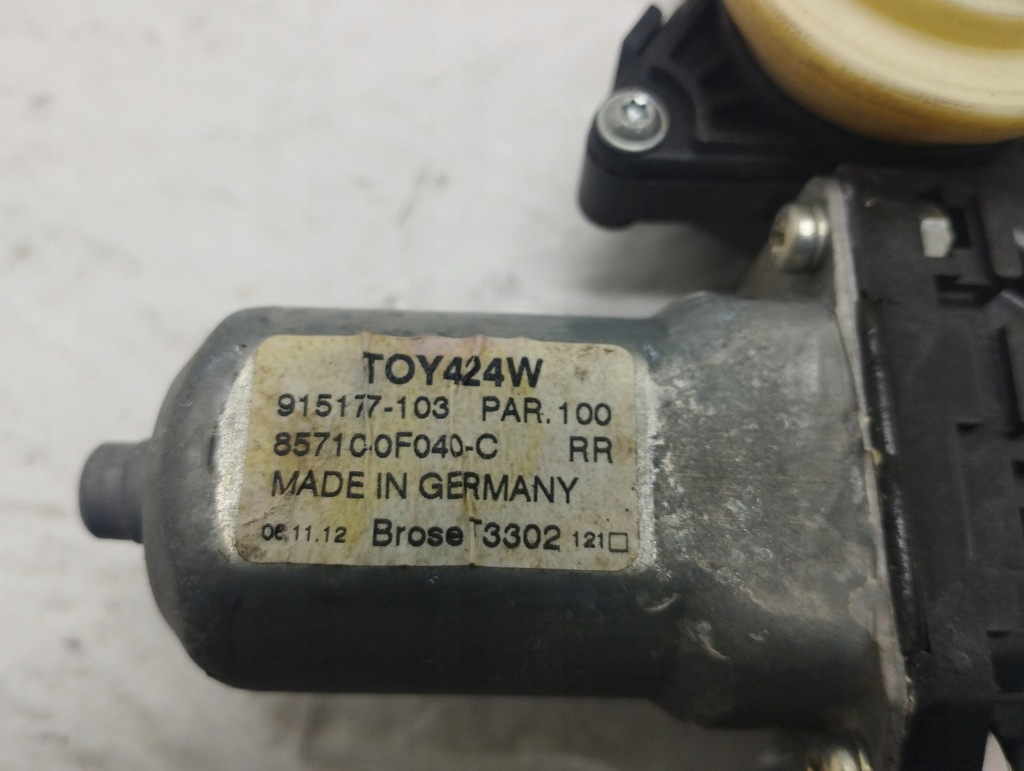 TOY424W
915177-103 PAR. 100
85710-0F040-C RR
MADE IN GERMANY
06.11.12 Brose T3302 121□